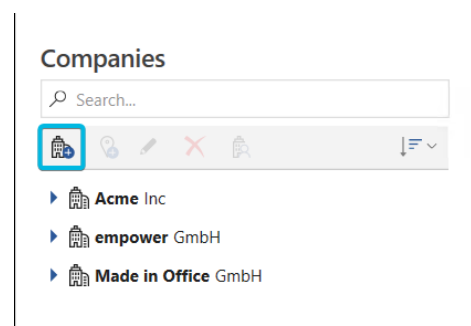 Companies
Search...
Acme Inc
empower GmbH
Made in Office GmbH